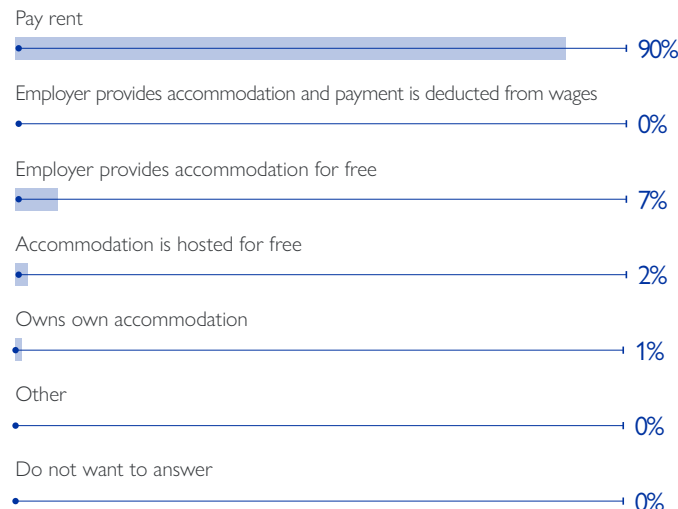 Pay rent
90%
Employer provides accommodation and payment is deducted from wages
0%
Employer provides accommodation for free
7%
Accommodation is hosted for free
2%
Owns own accommodation
1%
Other
0%
Do not want to answer
0%